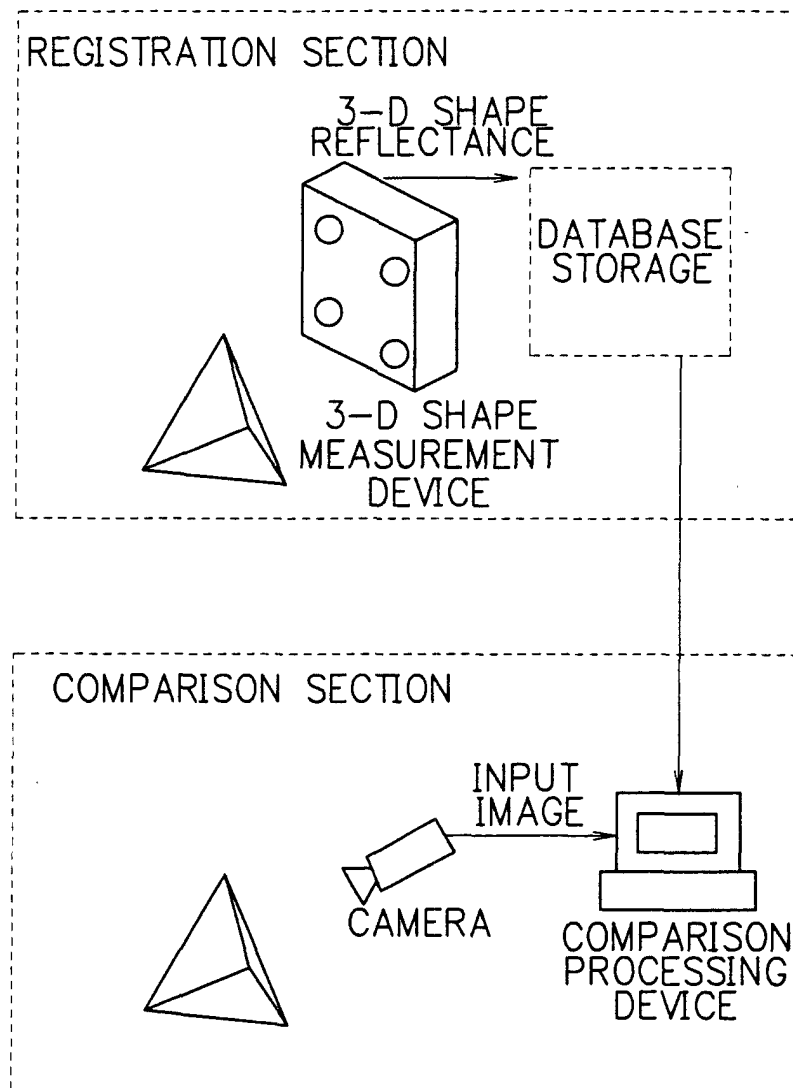 REGISTRATION SECTION
3-D SHAPE
REFLECTANCE
DATABASE
STORAGE
3-D SHAPE
MEASUREMENT
DEVICE
COMPARISON SECTION
INPUT
IMAGE
CAMERA
COMPARISON
PROCESSING
DEVICE